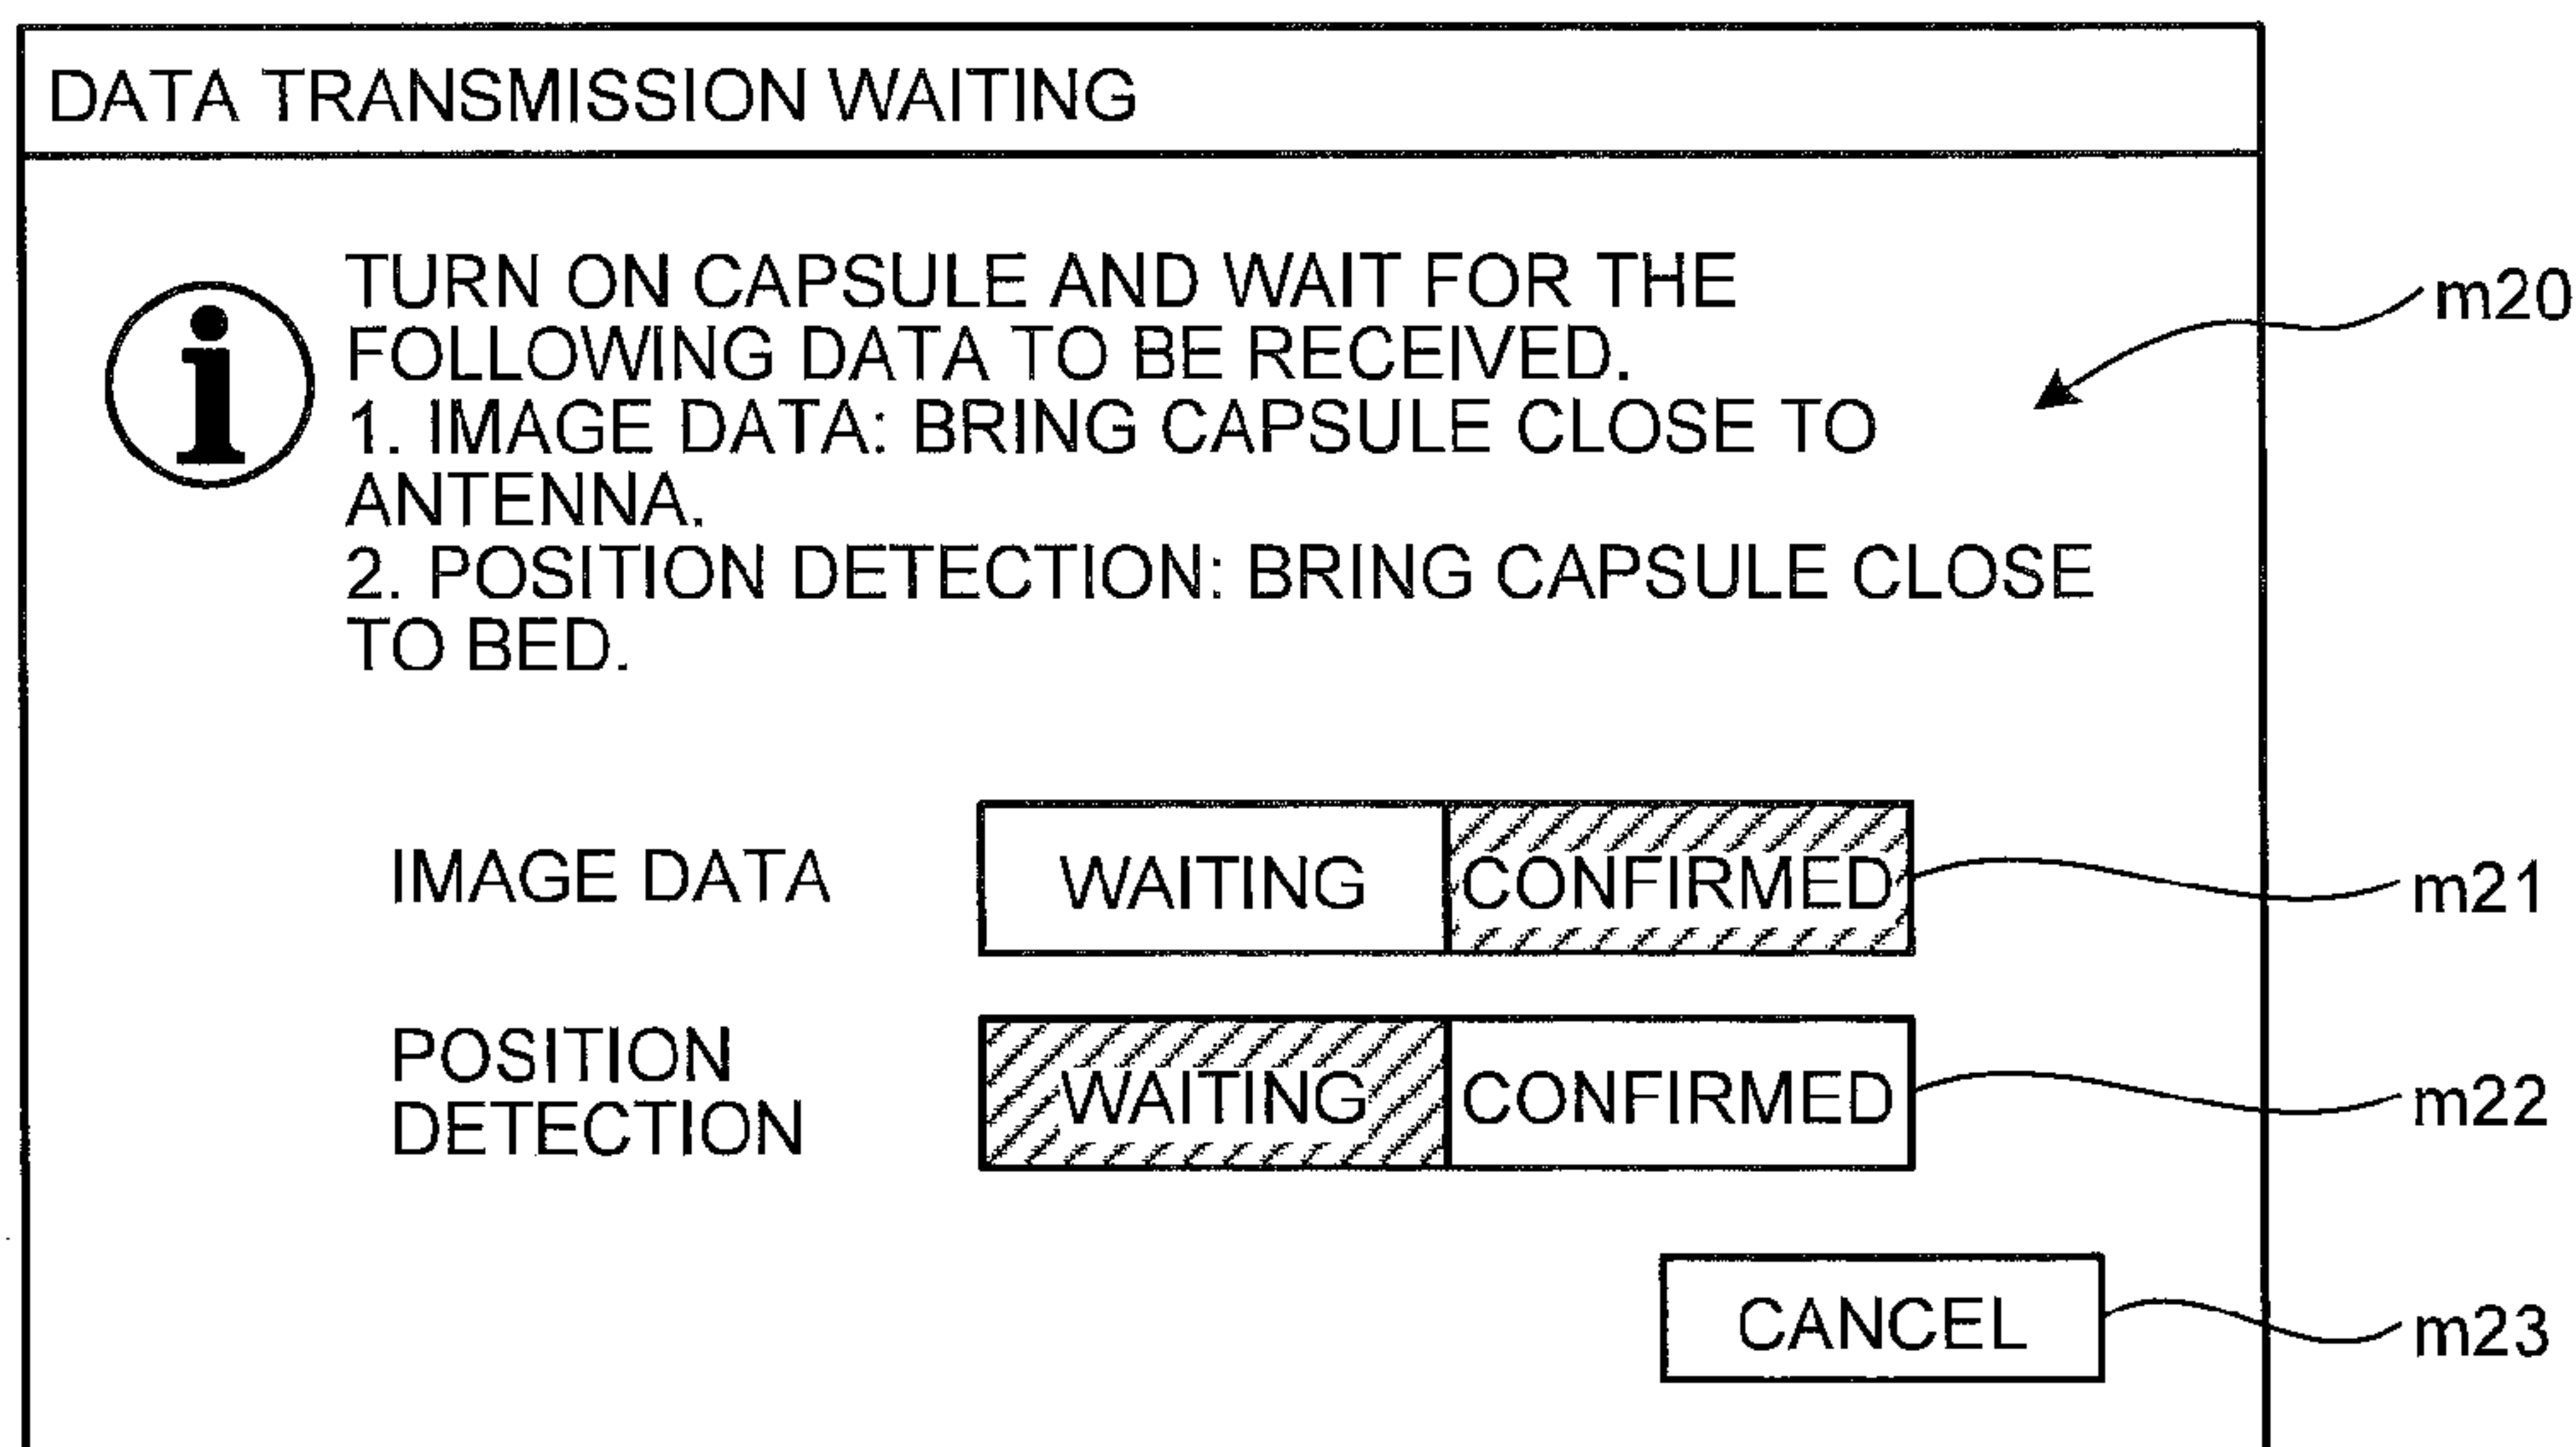 DATA TRANSMISSION WAITING
i
TURN ON CAPSULE AND WAIT FOR THE
FOLLOWING DATA TO BE RECEIVED.
1. IMAGE DATA: BRING CAPSULE CLOSE TO
ANTENNA.
2. POSITION DETECTION: BRING CAPSULE CLOSE
TO BED.
m20
IMAGE DATA WAITING CONFIRMED m21
POSITION
DETECTION
WAITING CONFIRMED m22
CANCEL m23